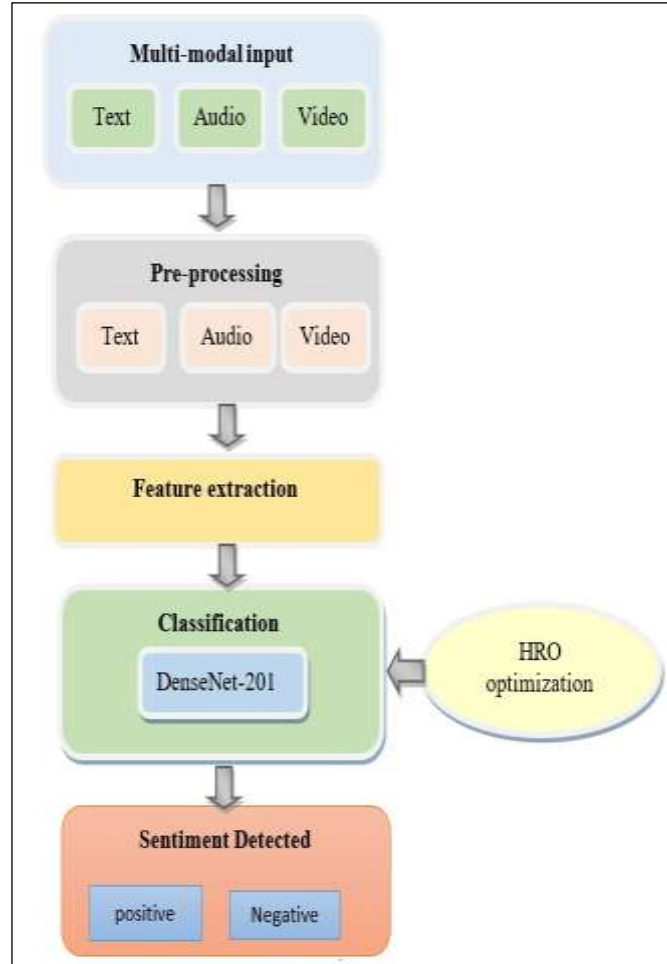 Multi-modal input
Text Audio Video
Pre-processing
Text Audio Video
Feature extraction
Classification
DenseNet-201
HRO
optimization
Sentiment Detected
positive Negative